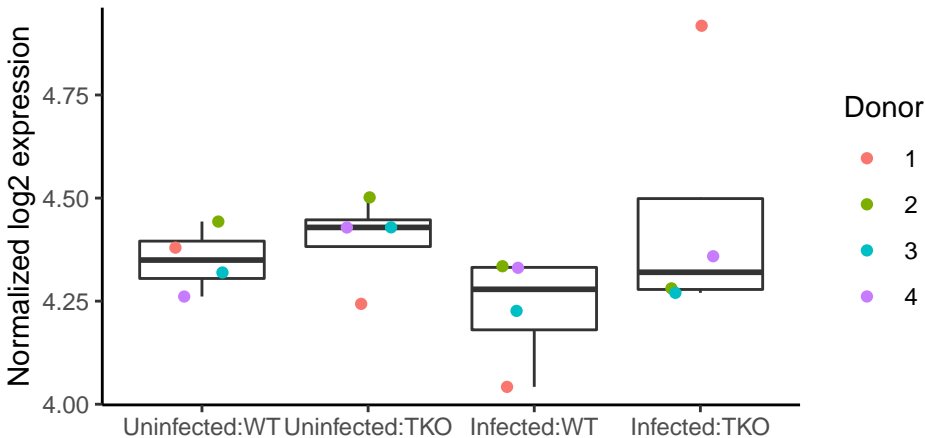 Normalized log2 expression
4.75
4.50
4.25
4.00
Uninfected:WT Uninfected:TKO Infected:WT Infected:TKO
Donor
1
2
3
4